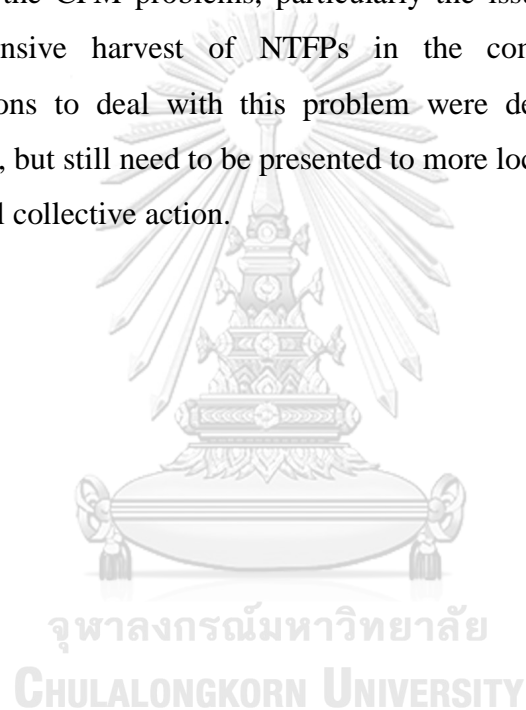 the CFM problems, particularly the iss
nsive harvest of NTFPs in the con
ons to deal with this problem were de
, but still need to be presented to more loc
l collective action.
จุฬาลงกรณ์มหาวิทยาลัย
CHULALONGKORN UNIVERSITY